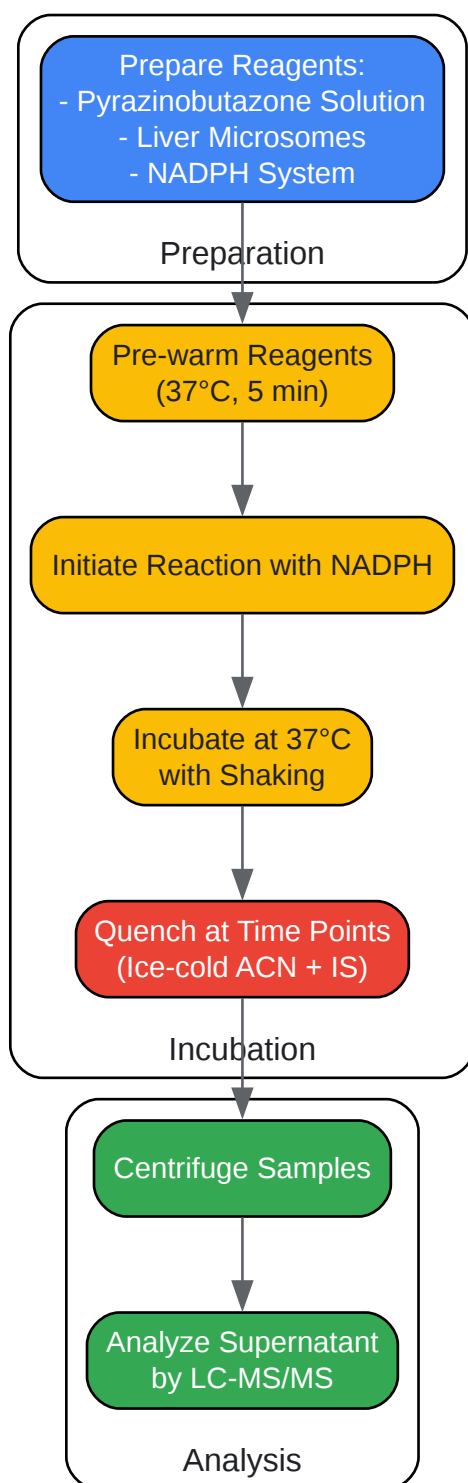 Prepare Reagents:
- Pyrazinobutazone Solution
- Liver Microsomes
- NADPH System
Preparation
Pre-warm Reagents
(37°C, 5 min)
Initiate Reaction with NADPH
Incubate at 37°C
with Shaking
Quench at Time Points
(Ice-cold ACN + IS)
Incubation
Centrifuge Samples
Analyze Supernatant
by LC-MS/MS
Analysis